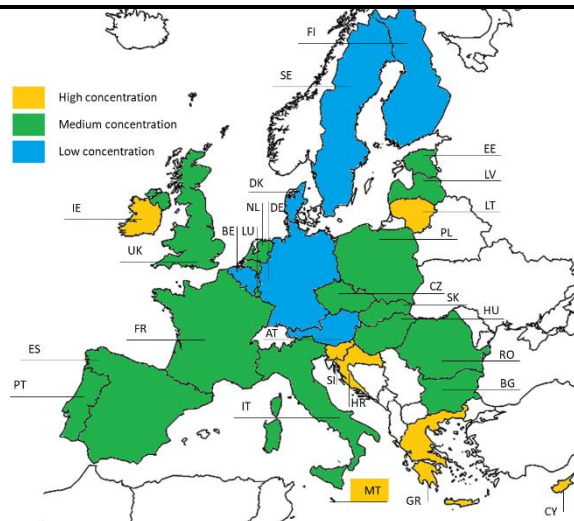 FI
SE
High concentration
Medium concentration
Low concentration
EE
LV
DK
NL
DE
LT
IE
BE
LU
PL
UK
CZ
SK
HU
FR
AT
ES
RO
PT
SI
HR
BG
IT
MT
GR
CY